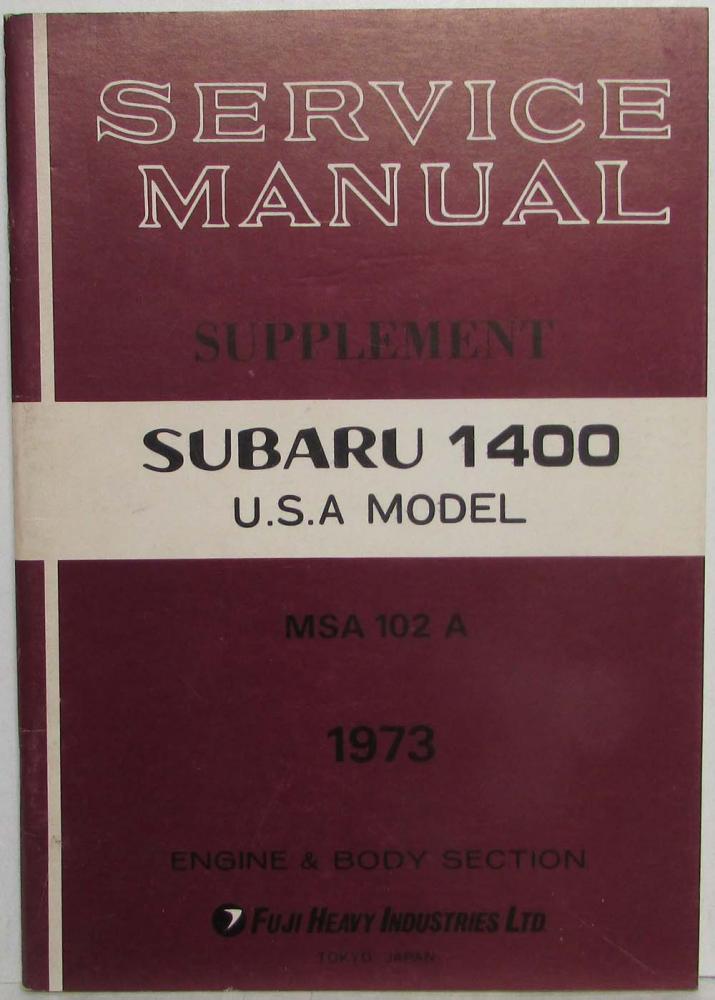 SERVICE
MANUAL
SUPPLEMENT
SUBARU 1400
U.S.A MODEL
MSA 102 A
1973
ENGINE & BODY SECTION
FUJI HEAVY INDUSTRIES LTD.
TOKYO JAPAN